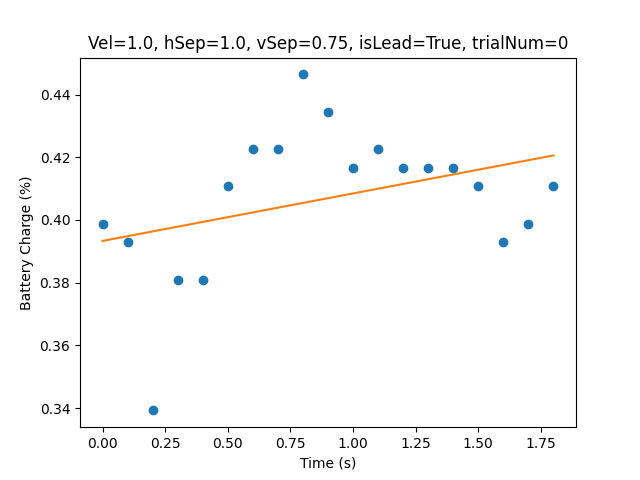 Vel=1.0, hSep=1.0, vSep=0.75, isLead=True, trialNum=0
Battery Charge (%)
0.44
0.42
0.40
0.38
0.36
0.34
0.00 0.25 0.50 0.75 1.00 1.25 1.50 1.75
Time (s)